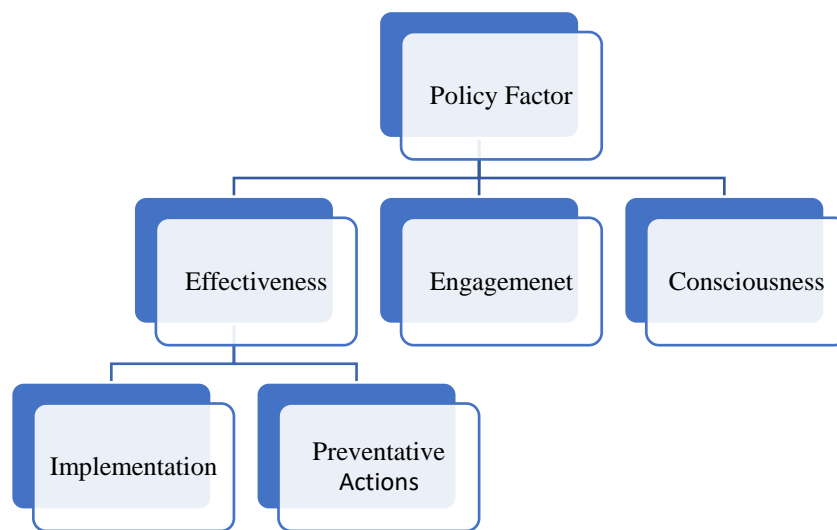 Policy Factor
Effectiveness
Engagemenet
Consciousness
Implementation
Preventative
Actions